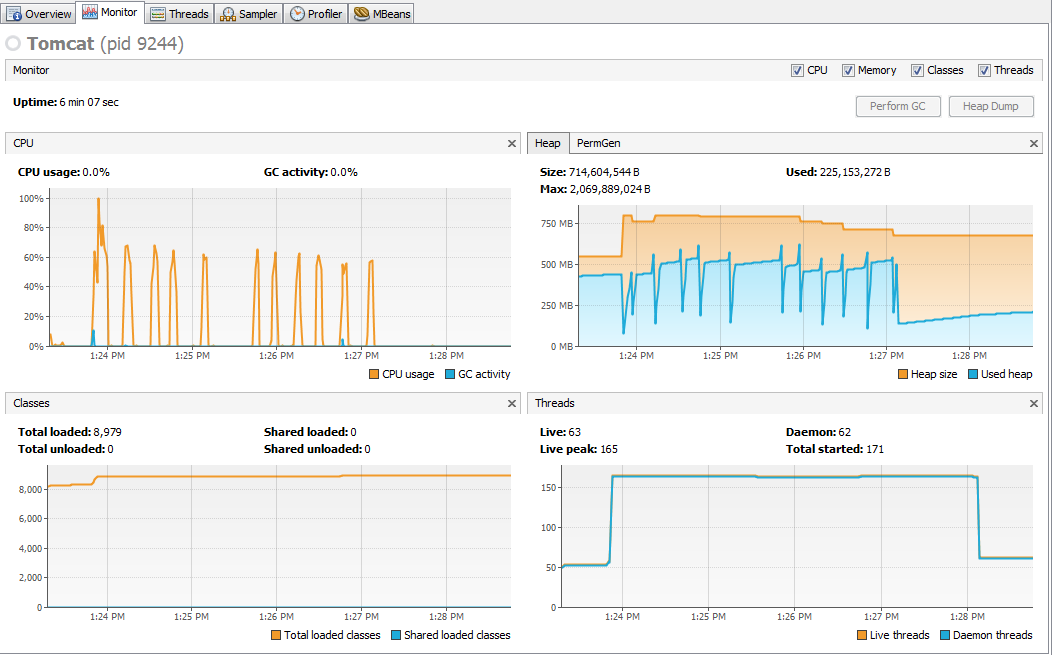 Overview Monitor Threads Sampler Profiler MBeans
Tomcat (pid 9244)
Monitor CPU Memory Classes Threads
Uptime: 6 min 07 sec
Perform GC Heap Dump
CPU
CPU usage: 0.0% GC activity: 0.0%
100%
80%
60%
40%
20%
0%
1:24 PM 1:25 PM 1:26 PM 1:27 PM 1:28 PM
CPU usage GC activity
Heap PermGen
Size: 714,604,544 B Used: 225,153,272 B
Max: 2,069,889,024 B
750 MB
500 MB
250 MB
0 MB
1:24 PM 1:25 PM 1:26 PM 1:27 PM 1:28 PM
Heap size Used heap
Classes
Total loaded: 8,979 Shared loaded: 0
Total unloaded: 0 Shared unloaded: 0
8,000
6,000
4,000
2,000
0
1:24 PM 1:25 PM 1:26 PM 1:27 PM 1:28 PM
Total loaded classes Shared loaded classes
Threads
Live: 63 Daemon: 62
Live peak: 165 Total started: 171
150
100
50
0
1:24 PM 1:25 PM 1:26 PM 1:27 PM 1:28 PM
Live threads Daemon threads